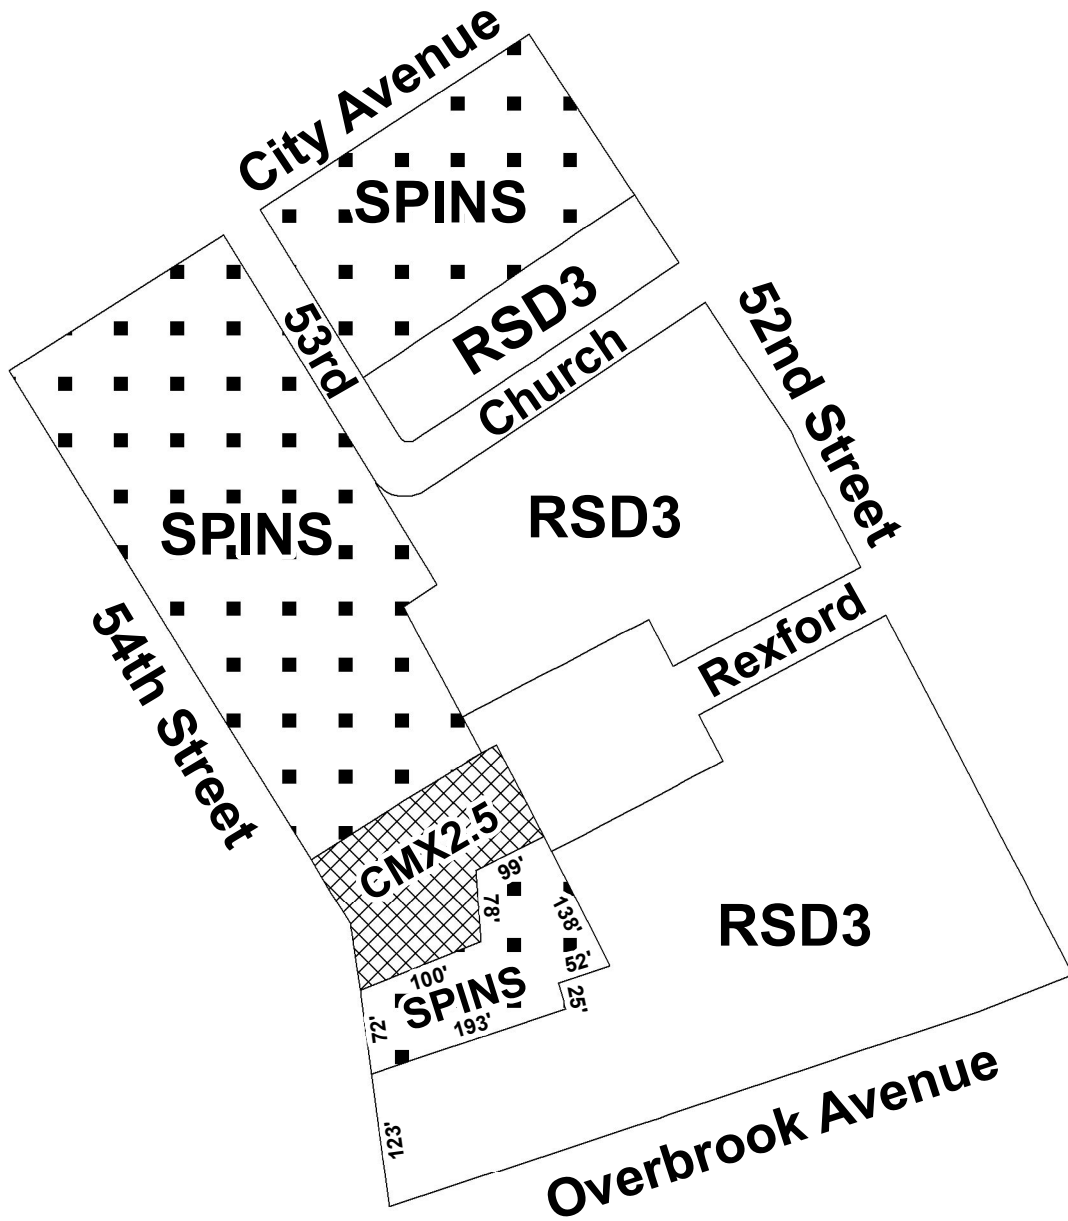 City Avenue
SPINS
RSD3
53rd
Church
52nd Street
RSD3
SPINS
54th Street
Rexford
CMX2.5
99'
78'
138'
RSD3
52'
100'
SPINS
25'
72'
193'
123'
Overbrook Avenue